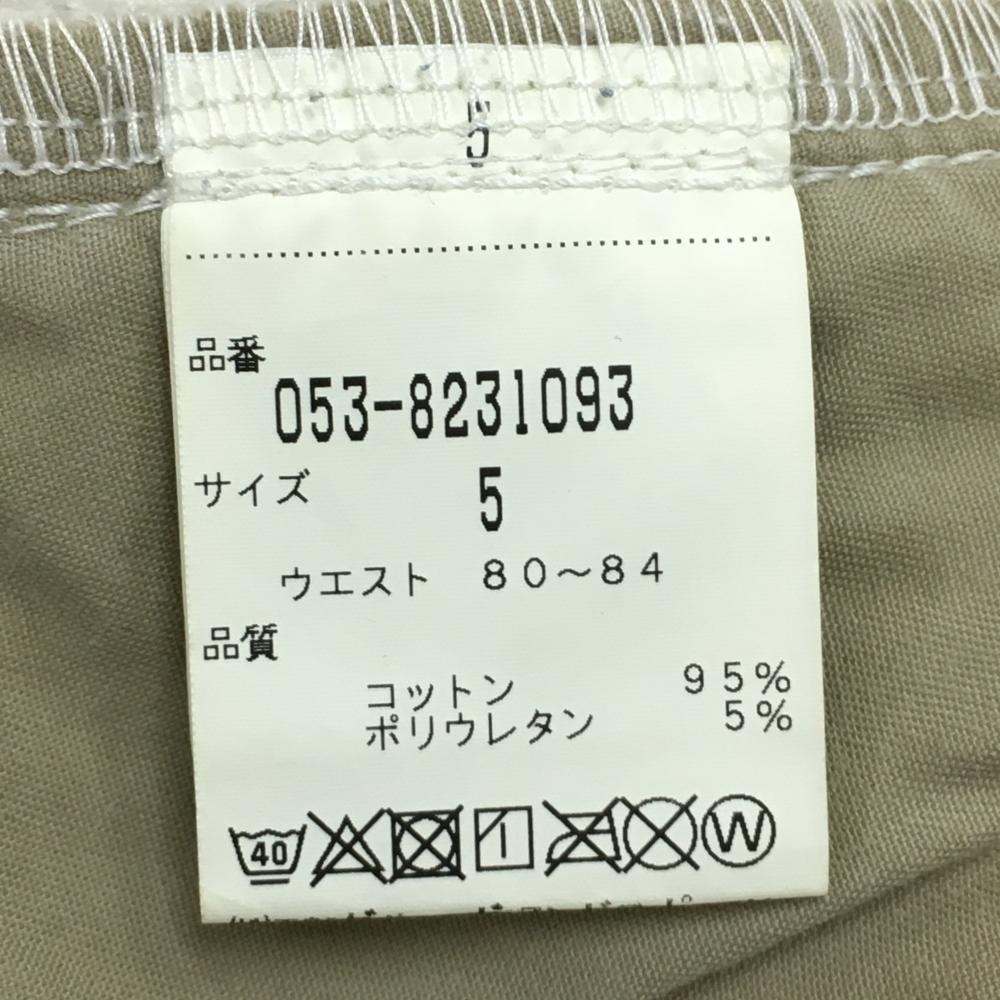 5
品番
053-8231093
サイズ
5
ウエスト 80～84
品質
コットン 95%
ポリウレタン 5%
40 W